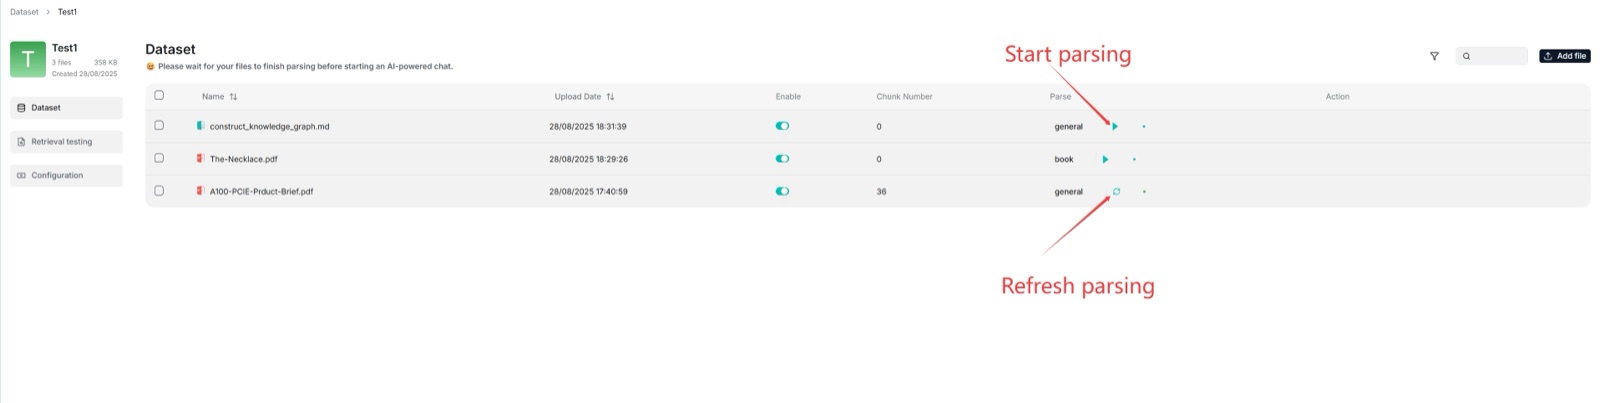 Dataset > Test1
T
Test1
3 files 358 KB
Created 28/08/2025
Dataset
Retrieval testing
Configuration
Dataset
Please wait for your files to finish parsing before starting an AI-powered chat.
Start parsing
Add file
Name Upload Date Enable Chunk Number Parse Action
construct_knowledge_graph.md 28/08/2025 18:31:39 0 general
The-Necklace.pdf 28/08/2025 18:29:26 0 book
A100-PCIE-Prduct-Brief.pdf 28/08/2025 17:40:59 36 general
Refresh parsing